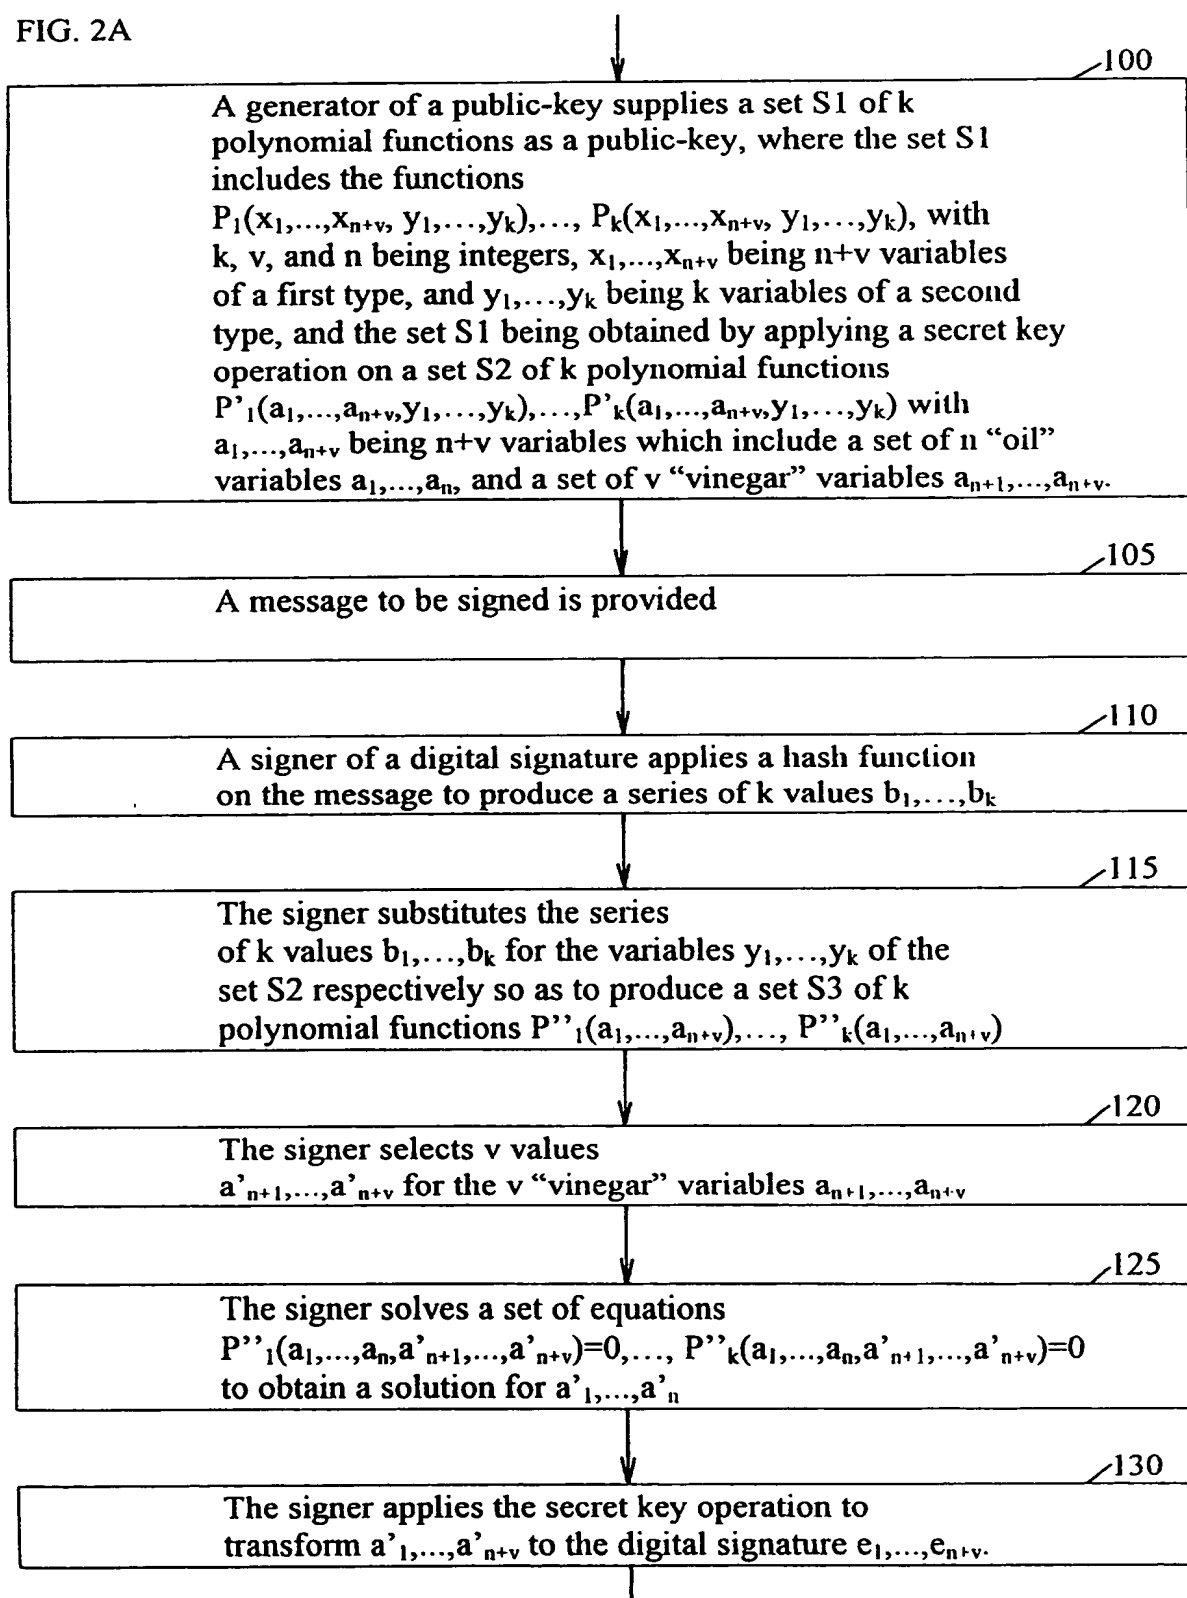 FIG. 2A
100
A generator of a public-key supplies a set S1 of k
polynomial functions as a public-key, where the set S1
includes the functions
P₁(x₁,...,xₙ₊ᵥ, y₁,...,yₖ),..., Pₖ(x₁,...,xₙ₊ᵥ, y₁,...,yₖ), with
k, v, and n being integers, x₁,...,xₙ₊ᵥ being n+v variables
of a first type, and y₁,...,yₖ being k variables of a second
type, and the set S1 being obtained by applying a secret key
operation on a set S2 of k polynomial functions
P'₁(a₁,...,aₙ₊ᵥ,y₁,...,yₖ),...,P'ₖ(a₁,...,aₙ₊ᵥ,y₁,...,yₖ) with
a₁,...,aₙ₊ᵥ being n+v variables which include a set of n “oil”
variables a₁,...,aₙ, and a set of v “vinegar” variables aₙ₊₁,...,aₙ₊ᵥ.
105
A message to be signed is provided
110
A signer of a digital signature applies a hash function
on the message to produce a series of k values b₁,...,bₖ
115
The signer substitutes the series
of k values b₁,...,bₖ for the variables y₁,...,yₖ of the
set S2 respectively so as to produce a set S3 of k
polynomial functions P''₁(a₁,...,aₙ₊ᵥ),..., P''ₖ(a₁,...,aₙ₊ᵥ)
120
The signer selects v values
a'ₙ₊₁,...,a'ₙ₊ᵥ for the v “vinegar” variables aₙ₊₁,...,aₙ₊ᵥ
125
The signer solves a set of equations
P''₁(a₁,...,aₙ,a'ₙ₊₁,...,a'ₙ₊ᵥ)=0,..., P''ₖ(a₁,...,aₙ,a'ₙ₊₁,...,a'ₙ₊ᵥ)=0
to obtain a solution for a'₁,...,a'ₙ
130
The signer applies the secret key operation to
transform a'₁,...,a'ₙ₊ᵥ to the digital signature e₁,...,eₙ₊ᵥ.